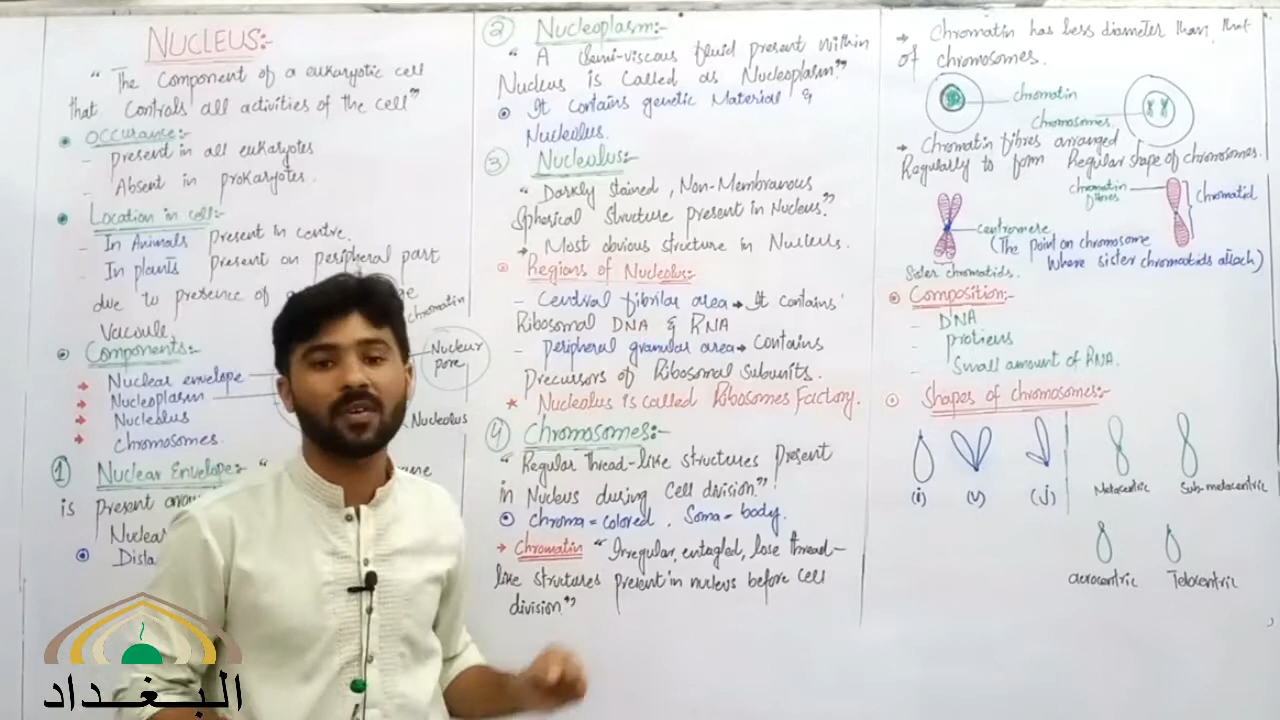 NUCLEUS:-
"The Component of a eukaryotic cell
that Controls all activities of the cell"
Occurance:-
- present in all eukaryotes
- Absent in prokaryotes.
Location in cell:-
- In Animals present in centre.
- In plants present on peripheral part
due to presence of
Vacoule
Components:-
Nuclear envelope
Nucleoplasm
Nucleolus
Chromosomes.
chromatin
Nuclear
pore
Nucleolus
1 Nuclear Envelope:- "
is present
Nuclear
2 Nucleoplasm:-
" A Semi-viscous fluid present within
Nucleus is called as Nucleoplasm"
It contains genetic Material &
Nucleolus.
3 Nucleulus:-
" Darkly stained, Non-Membranous
Spherical Structure present in Nucleus"
→ Most obvious structure in Nucleus.
Regions of Nucleolus:-
- Central fibrilar area → It contains
Ribosomal DNA & RNA
- Peripheral granular area → contains
Precursors of Ribosomal Subunits.
* Nucleolus is called Ribosomes Factory.
4 Chromosomes:-
"Regular Thread-like structures Present
in Nucleus during Cell division"
Chroma = colored, Soma = body.
→ Chromatin "Irregular, entagled, lose thread-
like structures present in nucleus before cell
division"
→ Chromatin has less diameter than that
of chromosomes.
chromatin
Chromosomes
→ Chromatin fibres arranged
Regularly to form Regular shape of chromosomes.
chromatin
fibres
Chromatid
centromere
(The point on chromosome
Where sister chromatids attach)
Sister chromatids.
Composition:-
- DNA
- protiens
- Small amount of RNA.
Shapes of chromosomes:-
(i) (v) (j)
Metacentric Sub-metacentric
acrocentric Telocentric
البغداد